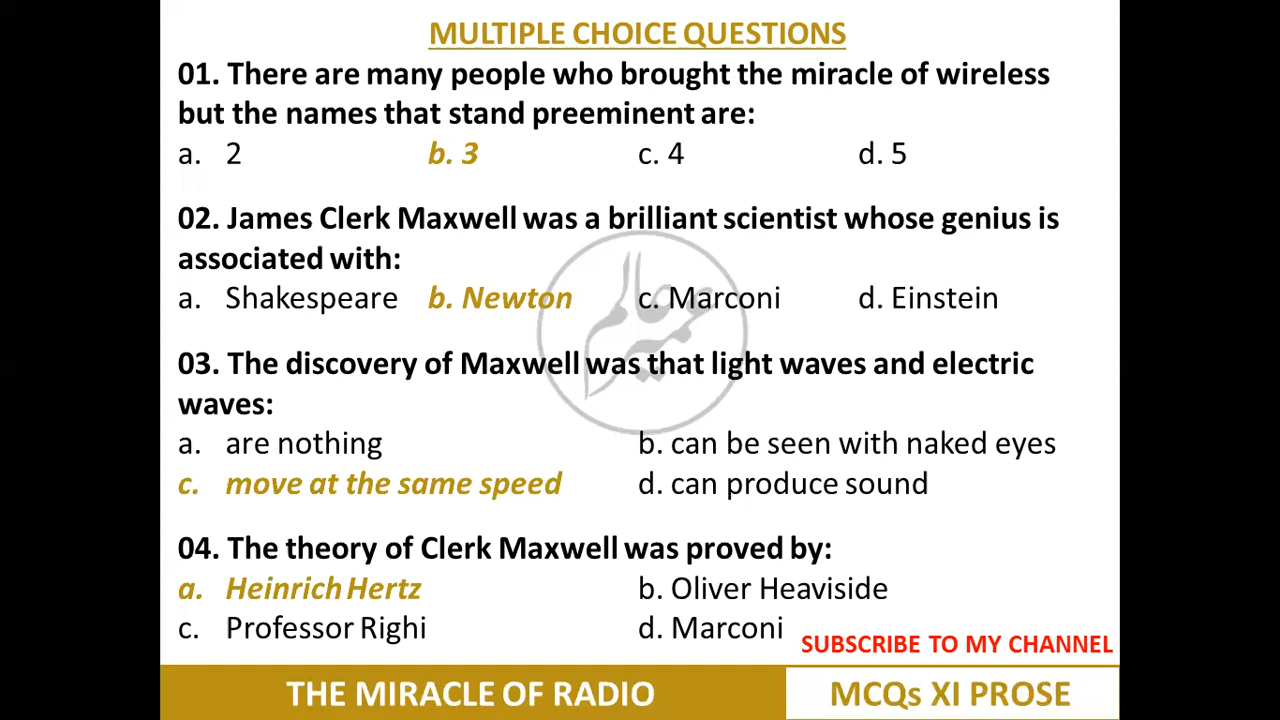 MULTIPLE CHOICE QUESTIONS
01. There are many people who brought the miracle of wireless
but the names that stand preeminent are:
a. 2 b. 3 c. 4 d. 5
02. James Clerk Maxwell was a brilliant scientist whose genius is
associated with:
a. Shakespeare b. Newton c. Marconi d. Einstein
03. The discovery of Maxwell was that light waves and electric
waves:
a. are nothing b. can be seen with naked eyes
c. move at the same speed d. can produce sound
04. The theory of Clerk Maxwell was proved by:
a. Heinrich Hertz b. Oliver Heaviside
c. Professor Righi d. Marconi
SUBSCRIBE TO MY CHANNEL
THE MIRACLE OF RADIO MCQs XI PROSE